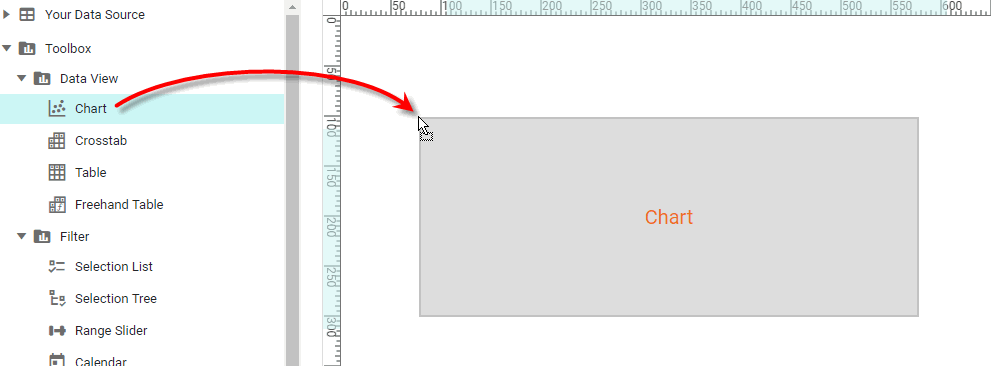 Your Data Source
Toolbox
Data View
Chart
Crosstab
Table
Freehand Table
Filter
Selection List
Selection Tree
Range Slider
Calendar
0 50 100 150 200 250 300 350 400 450 500 550 600
0
50
100
150
200
250
300
Chart